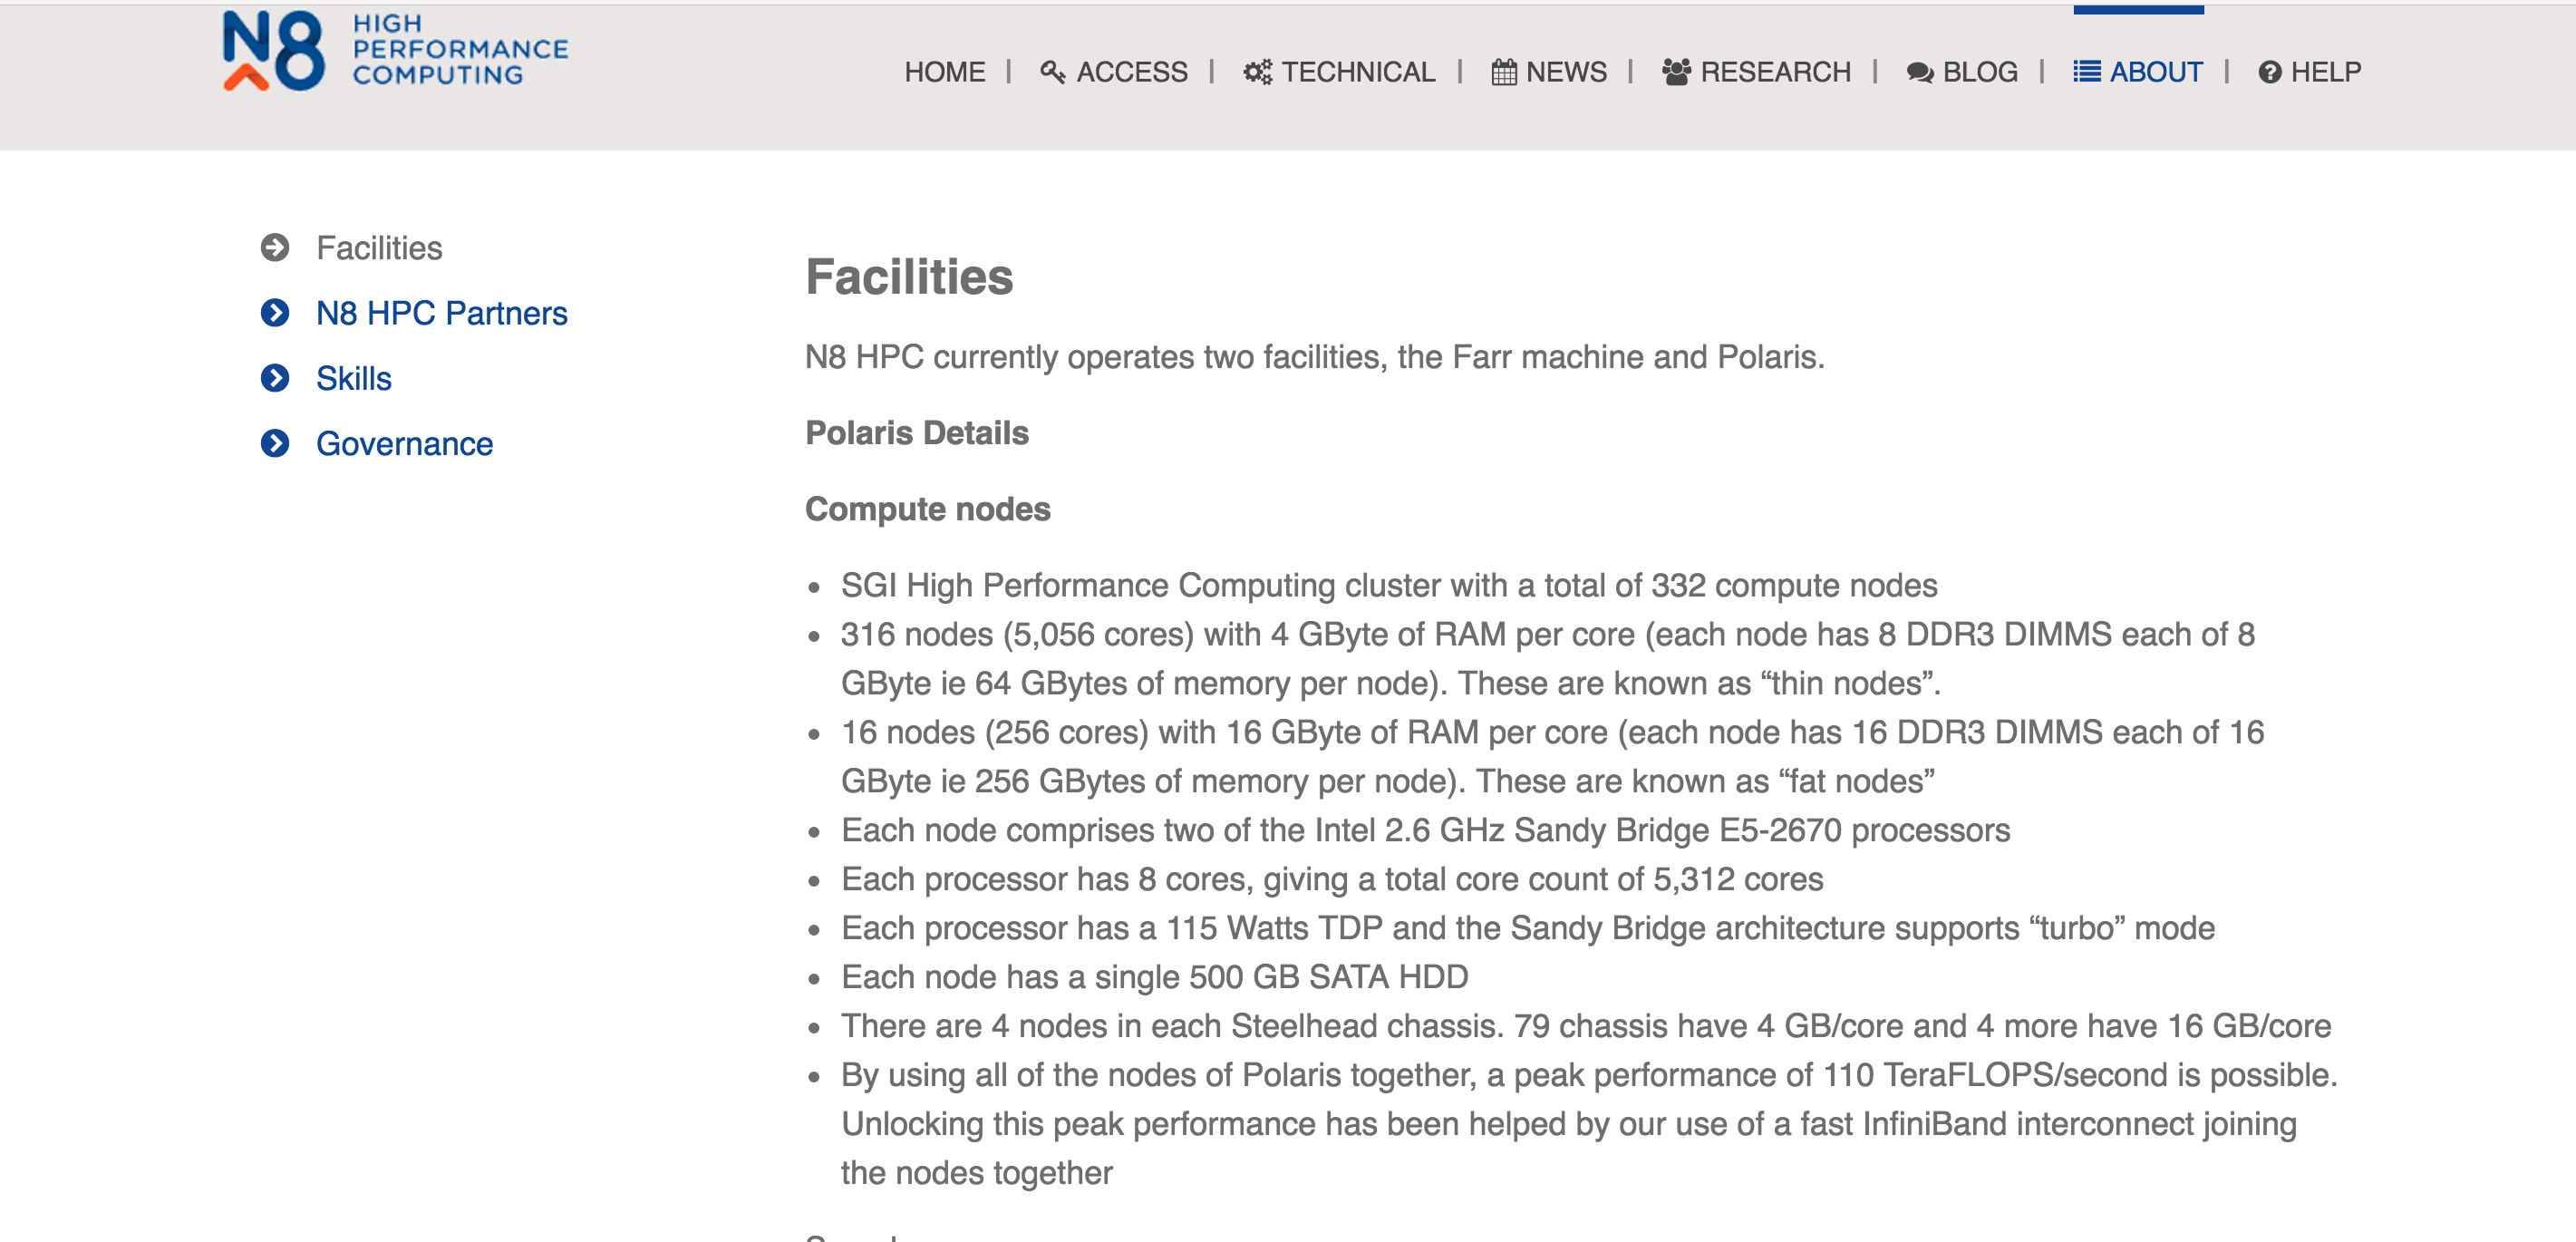 N8 HIGH
PERFORMANCE
COMPUTING
HOME | ACCESS | TECHNICAL | NEWS | RESEARCH | BLOG | ABOUT | HELP
Facilities
N8 HPC Partners
Skills
Governance
Facilities
N8 HPC currently operates two facilities, the Farr machine and Polaris.
Polaris Details
Compute nodes
• SGI High Performance Computing cluster with a total of 332 compute nodes
• 316 nodes (5,056 cores) with 4 GByte of RAM per core (each node has 8 DDR3 DIMMS each of 8
GByte ie 64 GBytes of memory per node). These are known as “thin nodes”.
• 16 nodes (256 cores) with 16 GByte of RAM per core (each node has 16 DDR3 DIMMS each of 16
GByte ie 256 GBytes of memory per node). These are known as “fat nodes”
• Each node comprises two of the Intel 2.6 GHz Sandy Bridge E5-2670 processors
• Each processor has 8 cores, giving a total core count of 5,312 cores
• Each processor has a 115 Watts TDP and the Sandy Bridge architecture supports “turbo” mode
• Each node has a single 500 GB SATA HDD
• There are 4 nodes in each Steelhead chassis. 79 chassis have 4 GB/core and 4 more have 16 GB/core
• By using all of the nodes of Polaris together, a peak performance of 110 TeraFLOPS/second is possible.
Unlocking this peak performance has been helped by our use of a fast InfiniBand interconnect joining
the nodes together